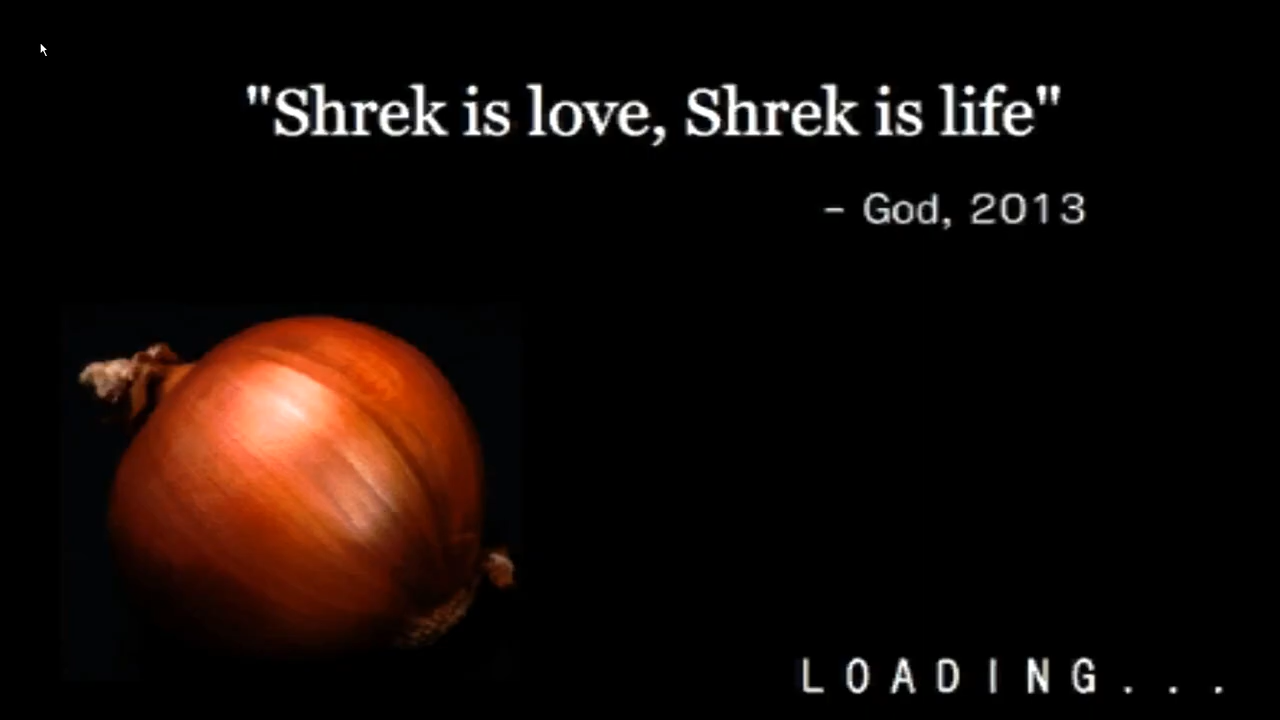 "Shrek is love, Shrek is life"
– God, 2013
LOADING...